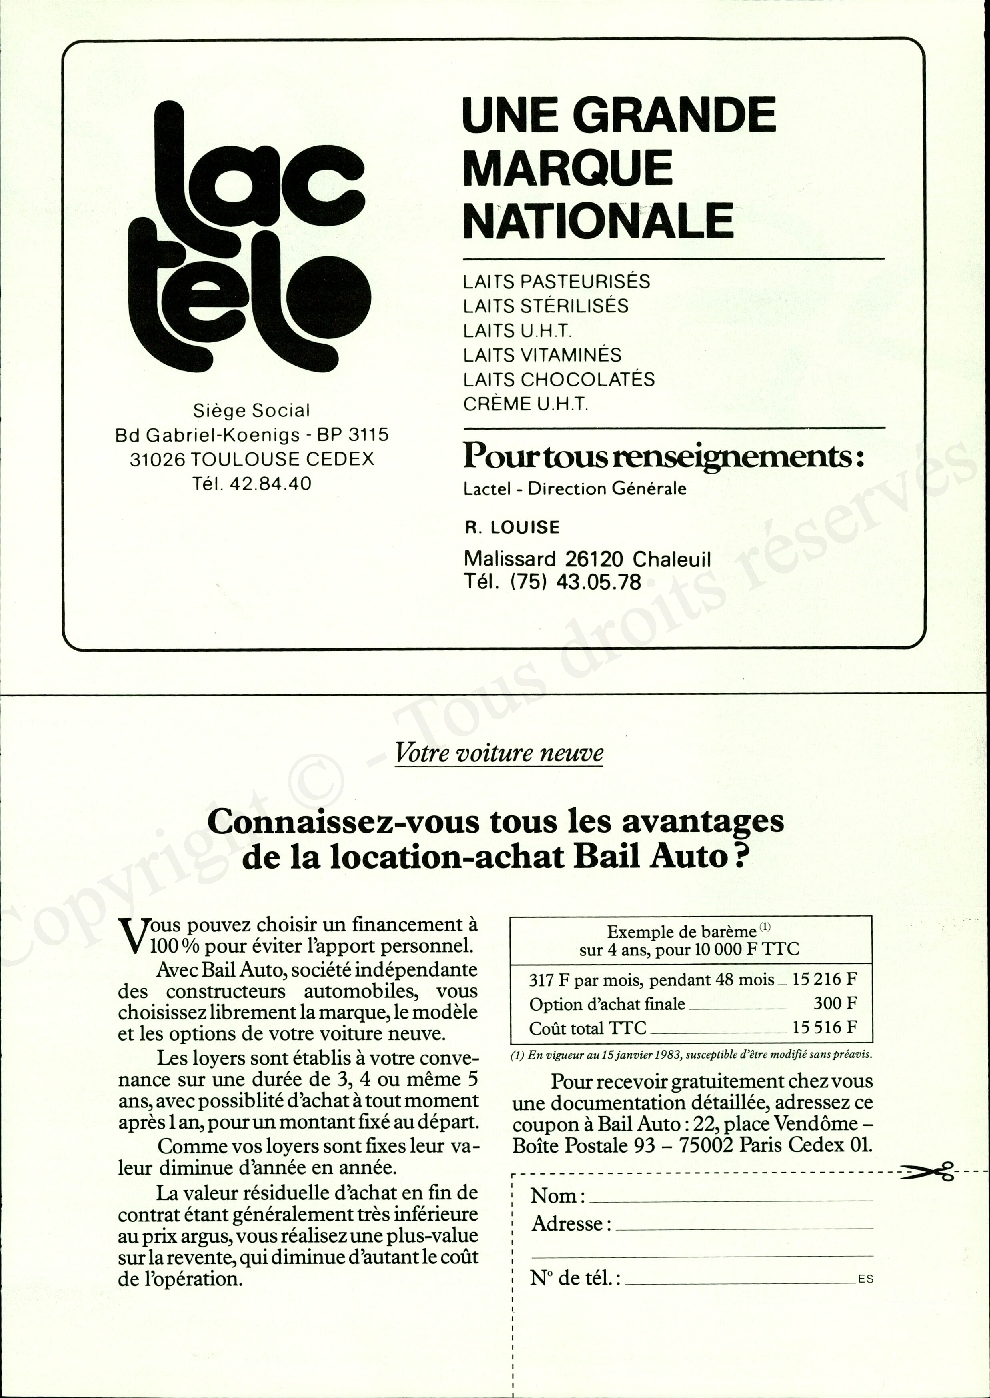 lac
telo
Siège Social
Bd Gabriel-Koenigs - BP 3115
31026 TOULOUSE CEDEX
Tél. 42.84.40
UNE GRANDE
MARQUE
NATIONALE
LAITS PASTEURISÉS
LAITS STÉRILISÉS
LAITS U.H.T.
LAITS VITAMINÉS
LAITS CHOCOLATÉS
CRÈME U.H.T.
Pour tous renseignements :
Lactel - Direction Générale
R. LOUISE
Malissard 26120 Chaleuil
Tél. (75) 43.05.78
Copyright © - Tous droits réservés
Votre voiture neuve
Connaissez-vous tous les avantages
de la location-achat Bail Auto ?
Vous pouvez choisir un financement à
100 % pour éviter l'apport personnel.
Avec Bail Auto, société indépendante
des constructeurs automobiles, vous
choisissez librement la marque, le modèle
et les options de votre voiture neuve.
Les loyers sont établis à votre conve-
nance sur une durée de 3, 4 ou même 5
ans, avec possiblité d'achat à tout moment
après 1 an, pour un montant fixé au départ.
Comme vos loyers sont fixes leur va-
leur diminue d'année en année.
La valeur résiduelle d'achat en fin de
contrat étant généralement très inférieure
au prix argus, vous réalisez une plus-value
sur la revente, qui diminue d'autant le coût
de l'opération.
Exemple de barème (1)
sur 4 ans, pour 10 000 F TTC
317 F par mois, pendant 48 mois 15 216 F
Option d'achat finale 300 F
Coût total TTC 15 516 F
(1) En vigueur au 15 janvier 1983, susceptible d'être modifié sans préavis.
Pour recevoir gratuitement chez vous
une documentation détaillée, adressez ce
coupon à Bail Auto : 22, place Vendôme –
Boîte Postale 93 – 75002 Paris Cedex 01.
Nom :
Adresse :
N° de tél. : ES